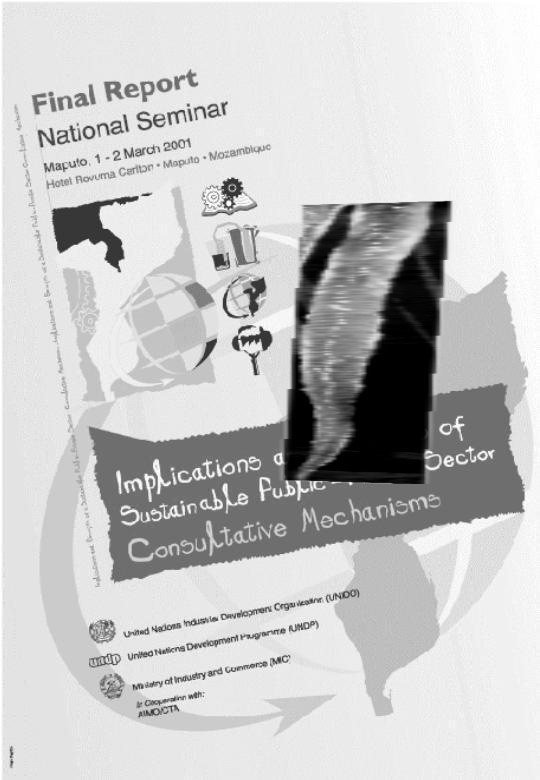 Final Report
National Seminar
Maputo, 1 - 2 March 2001
Hotel Rovuma Carlton • Maputo • Mozambique
Implications a of
Sustainable Public Sector
Consultative Mechanisms
United Nations Industrial Development Organization (UNIDO)
undp United Nations Development Programme (UNDP)
Ministry of Industry and Commerce (MIC)
In Cooperation with:
AIMO/CTA